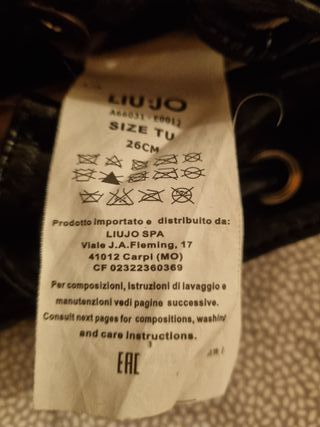 LIU·JO
A66031 - E0012
SIZE TU
26CM
Prodotto importato e distribuito da:
LIUJO SPA
Viale J.A.Fleming, 17
41012 Carpi (MO)
CF 02322360369
Per composizioni, istruzioni di lavaggio e
manutenzioni vedi pagine successive.
Consult next pages for compositions, washing
and care instructions.
EAC